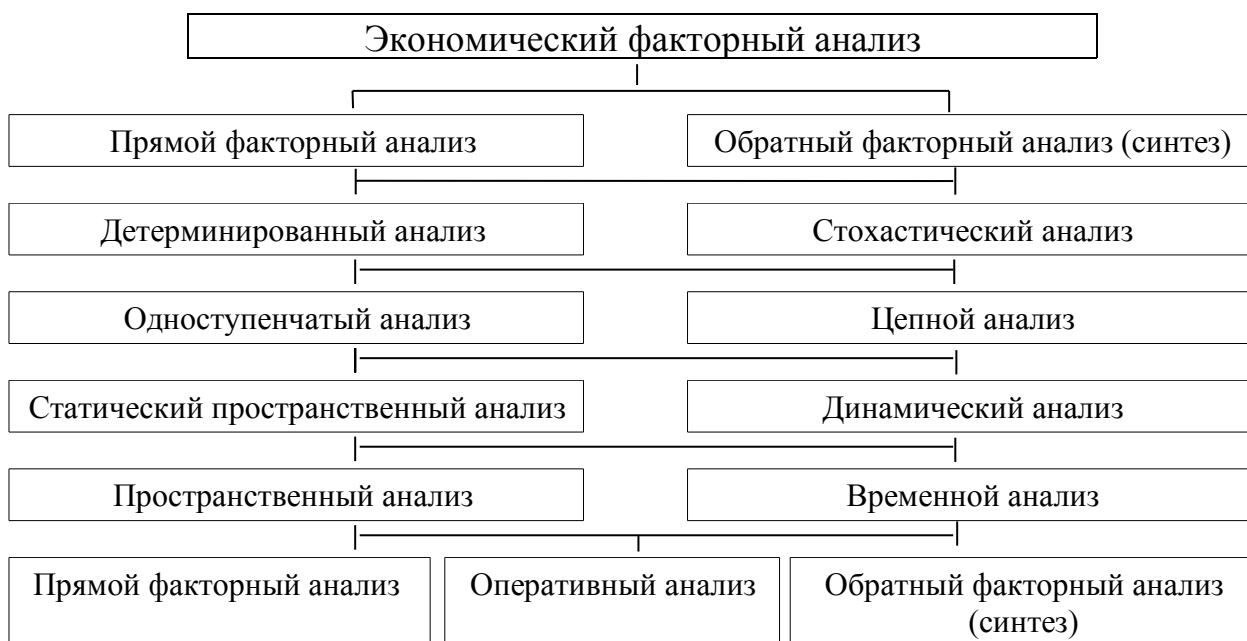 Экономический факторный анализ
Прямой факторный анализ
Обратный факторный анализ (синтез)
Детерминированный анализ
Стохастический анализ
Одноступенчатый анализ
Цепной анализ
Статический пространственный анализ
Динамический анализ
Пространственный анализ
Временной анализ
Прямой факторный анализ
Оперативный анализ
Обратный факторный анализ
(синтез)